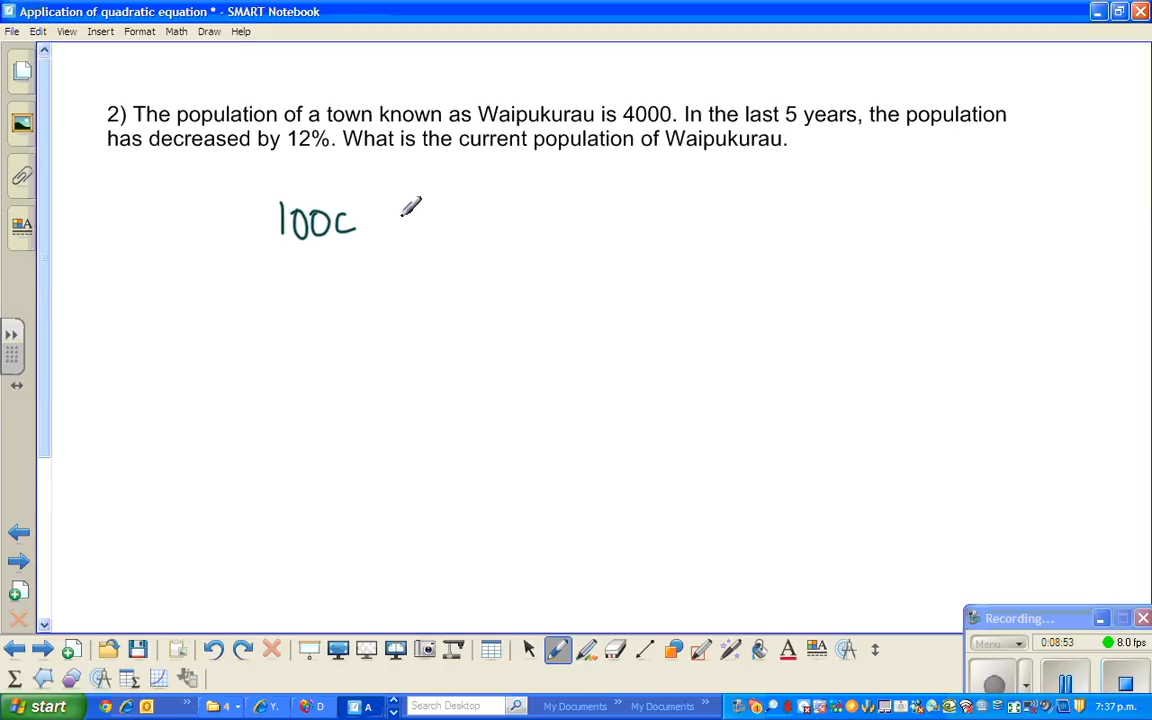 Application of quadratic equation * - SMART Notebook
File Edit View Insert Format Math Draw Help
2) The population of a town known as Waipukurau is 4000. In the last 5 years, the population
has decreased by 12%. What is the current population of Waipukurau.
100c
Recording...
Menu
0:08:53
8.0 fps
start
4
Y.
D
A
Search Desktop
My Documents
My Documents
7:37 p.m.